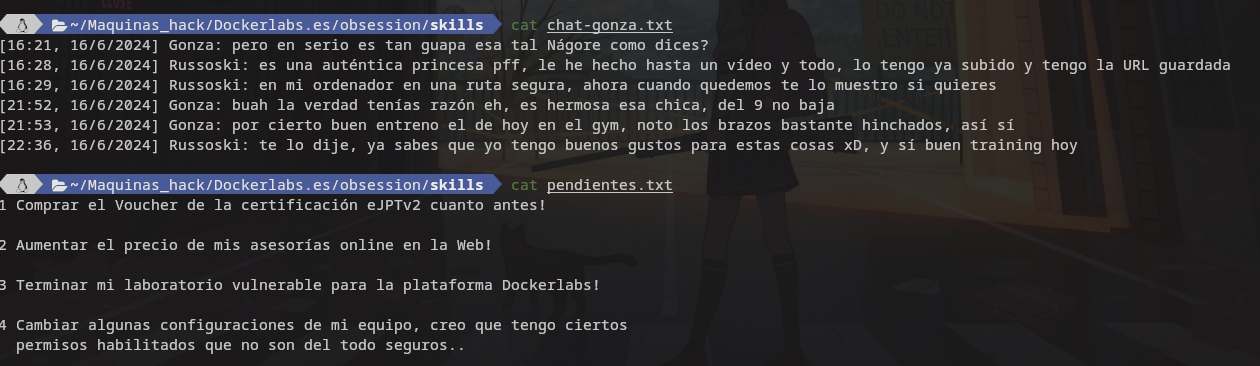 CLOSE
DO NOT
ENTER
~/Maquinas_hack/Dockerlabs.es/obsession/skills cat chat-gonza.txt
[16:21, 16/6/2024] Gonza: pero en serio es tan guapa esa tal Nágore como dices?
[16:28, 16/6/2024] Russoski: es una auténtica princesa pff, le he hecho hasta un vídeo y todo, lo tengo ya subido y tengo la URL guardada
[16:29, 16/6/2024] Russoski: en mi ordenador en una ruta segura, ahora cuando quedemos te lo muestro si quieres
[21:52, 16/6/2024] Gonza: buah la verdad tenías razón eh, es hermosa esa chica, del 9 no baja
[21:53, 16/6/2024] Gonza: por cierto buen entreno el de hoy en el gym, noto los brazos bastante hinchados, así sí
[22:36, 16/6/2024] Russoski: te lo dije, ya sabes que yo tengo buenos gustos para estas cosas xD, y sí buen training hoy
~/Maquinas_hack/Dockerlabs.es/obsession/skills cat pendientes.txt
1 Comprar el Voucher de la certificación eJPTv2 cuanto antes!
2 Aumentar el precio de mis asesorías online en la Web!
3 Terminar mi laboratorio vulnerable para la plataforma Dockerlabs!
4 Cambiar algunas configuraciones de mi equipo, creo que tengo ciertos
permisos habilitados que no son del todo seguros..